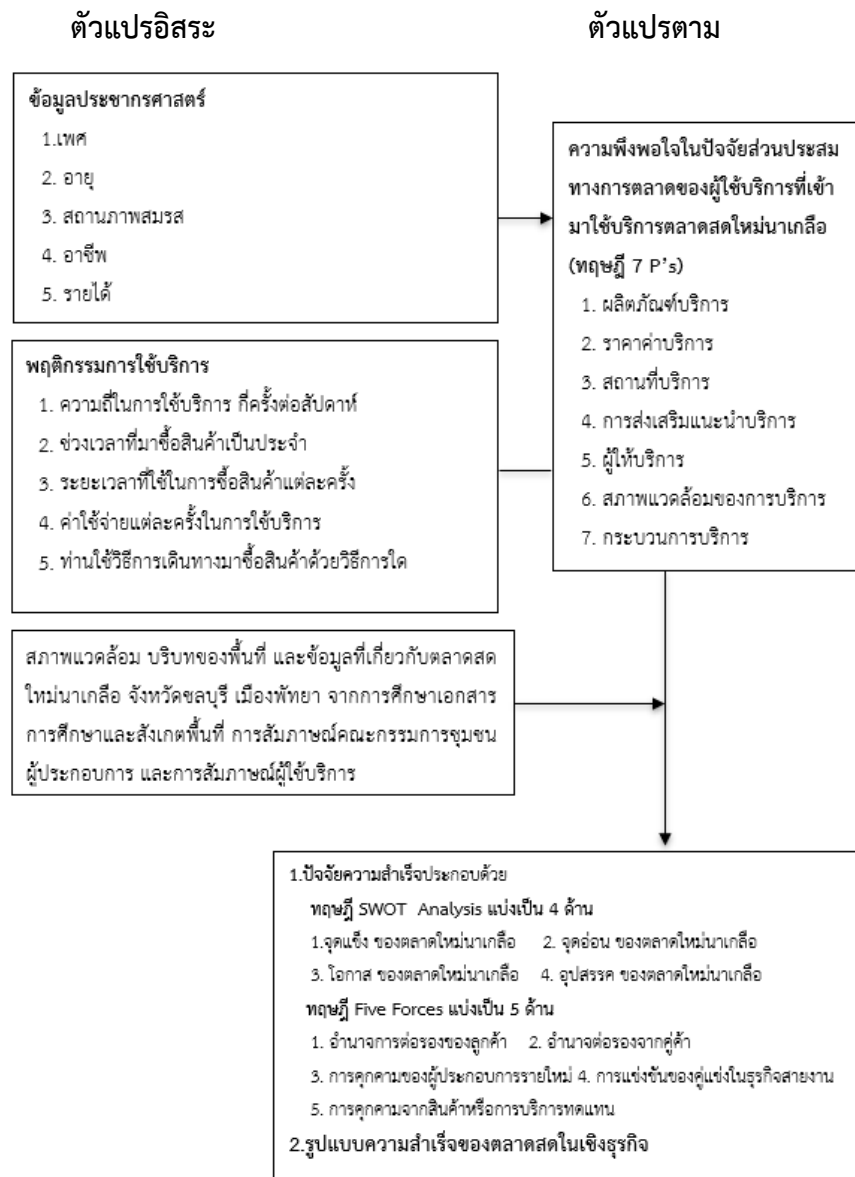 ตัวแปรอิสระ
ตัวแปรตาม
ข้อมูลประชากรศาสตร์
1.เพศ
2. อายุ
3. สถานภาพสมรส
4. อาชีพ
5. รายได้
ความพึงพอใจในปัจจัยส่วนประสม
ทางการตลาดของผู้ใช้บริการที่เข้า
มาใช้บริการตลาดสดใหม่นาเกลือ
(ทฤษฎี 7 P's)
1. ผลิตภัณฑ์บริการ
2. ราคาค่าบริการ
3. สถานที่บริการ
4. การส่งเสริมแนะนำบริการ
5. ผู้ให้บริการ
6. สภาพแวดล้อมของการบริการ
7. กระบวนการบริการ
พฤติกรรมการใช้บริการ
1. ความถี่ในการใช้บริการ กี่ครั้งต่อสัปดาห์
2. ช่วงเวลาที่มาซื้อสินค้าเป็นประจำ
3. ระยะเวลาที่ใช้ในการซื้อสินค้าแต่ละครั้ง
4. ค่าใช้จ่ายแต่ละครั้งในการใช้บริการ
5. ท่านใช้วิธีการเดินทางมาซื้อสินค้าด้วยวิธีการใด
สภาพแวดล้อม บริบทของพื้นที่ และข้อมูลที่เกี่ยวกับตลาดสด
ใหม่นาเกลือ จังหวัดชลบุรี เมืองพัทยา จากการศึกษาเอกสาร
การศึกษาและสังเกตพื้นที่ การสัมภาษณ์คณะกรรมการชุมชน
ผู้ประกอบการ และการสัมภาษณ์ผู้ใช้บริการ
1.ปัจจัยความสำเร็จประกอบด้วย
ทฤษฎี SWOT Analysis แบ่งเป็น 4 ด้าน
1.จุดแข็ง ของตลาดใหม่นาเกลือ 2. จุดอ่อน ของตลาดใหม่นาเกลือ
3. โอกาส ของตลาดใหม่นาเกลือ 4. อุปสรรค ของตลาดใหม่นาเกลือ
ทฤษฎี Five Forces แบ่งเป็น 5 ด้าน
1. อำนาจการต่อรองของลูกค้า 2. อำนาจต่อรองจากคู่ค้า
3. การคุกคามของผู้ประกอบการรายใหม่ 4. การแข่งขันของคู่แข่งในธุรกิจสายงาน
5. การคุกคามจากสินค้าหรือการบริการทดแทน
2.รูปแบบความสำเร็จของตลาดสดในเชิงธุรกิจ